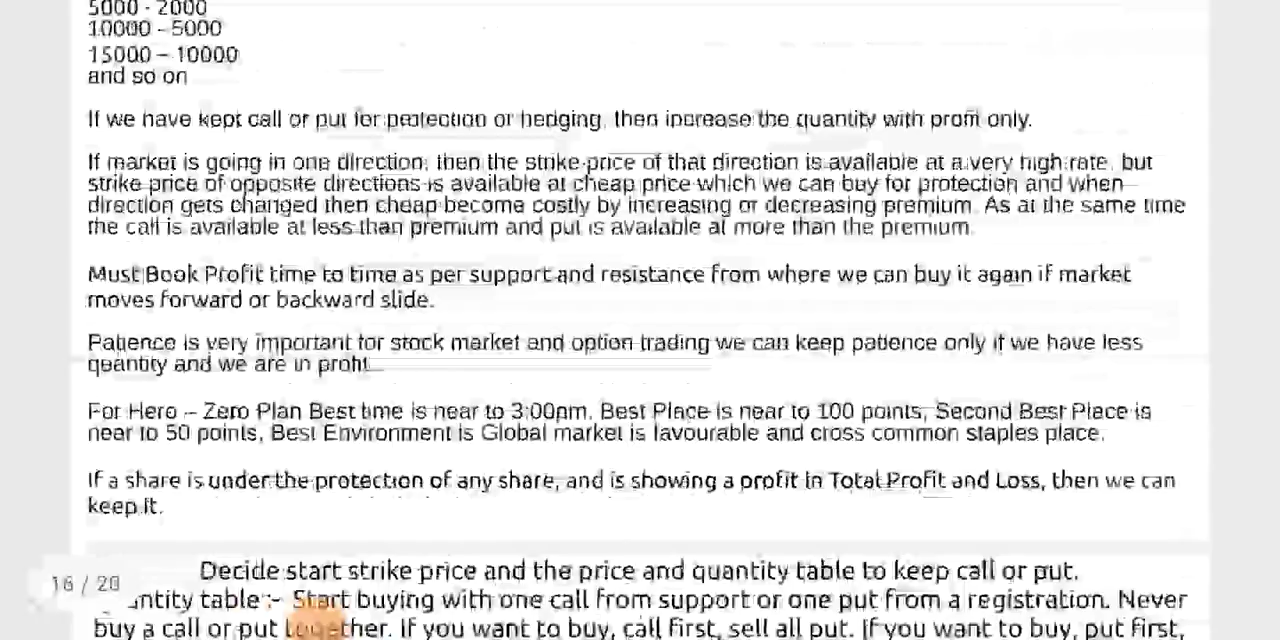 5000 - 2000
10000 - 5000
15000 – 10000
and so on
If we have kept call or put for protection or hedging, then increase the quantity with profit only.
If market is going in one direction, then the strike price of that direction is available at a very high rate, but
strike price of opposite directions is available at cheap price which we can buy for protection and when
direction gets changed then cheap become costly by increasing or decreasing premium. As at the same time
the call is available at less than premium and put is available at more than the premium.
Must Book Profit time to time as per support and resistance from where we can buy it again if market
moves forward or backward slide.
Patience is very important for stock market and option trading we can keep patience only if we have less
quantity and we are in profit
For Hero – Zero Plan Best time is near to 3:00pm, Best Place is near to 100 points, Second Best Place is
near to 50 points, Best Environment is Global market is favourable and cross common staples place.
If a share is under the protection of any share, and is showing a profit in Total Profit and Loss, then we can
keep it.
Decide start strike price and the price and quantity table to keep call or put.
16 / 20
ntity table :- Start buying with one call from support or one put from a registration. Never
buy a call or put together. If you want to buy, call first, sell all put. If you want to buy, put first,